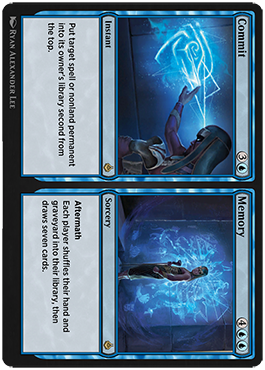 Commit
3
Instant
Put target spell or nonland permanent
into its owner's library second from
the top.
Memory
4
Sorcery
Aftermath
Each player shuffles their hand and
graveyard into their library, then
draws seven cards.
RYAN ALEXANDER LEE